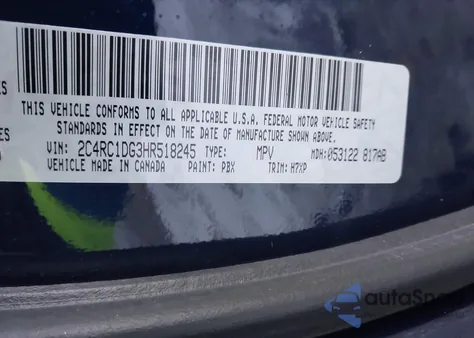 THIS VEHICLE CONFORMS TO ALL APPLICABLE U.S.A. FEDERAL MOTOR VEHICLE SAFETY
STANDARDS IN EFFECT ON THE DATE OF MANUFACTURE SHOWN ABOVE.
VIN: 2C4RC1DG3HR518245 TYPE: MPV MDH: 053122 817AB
VEHICLE MADE IN CANADA PAINT: PBX TRIM: H7XP